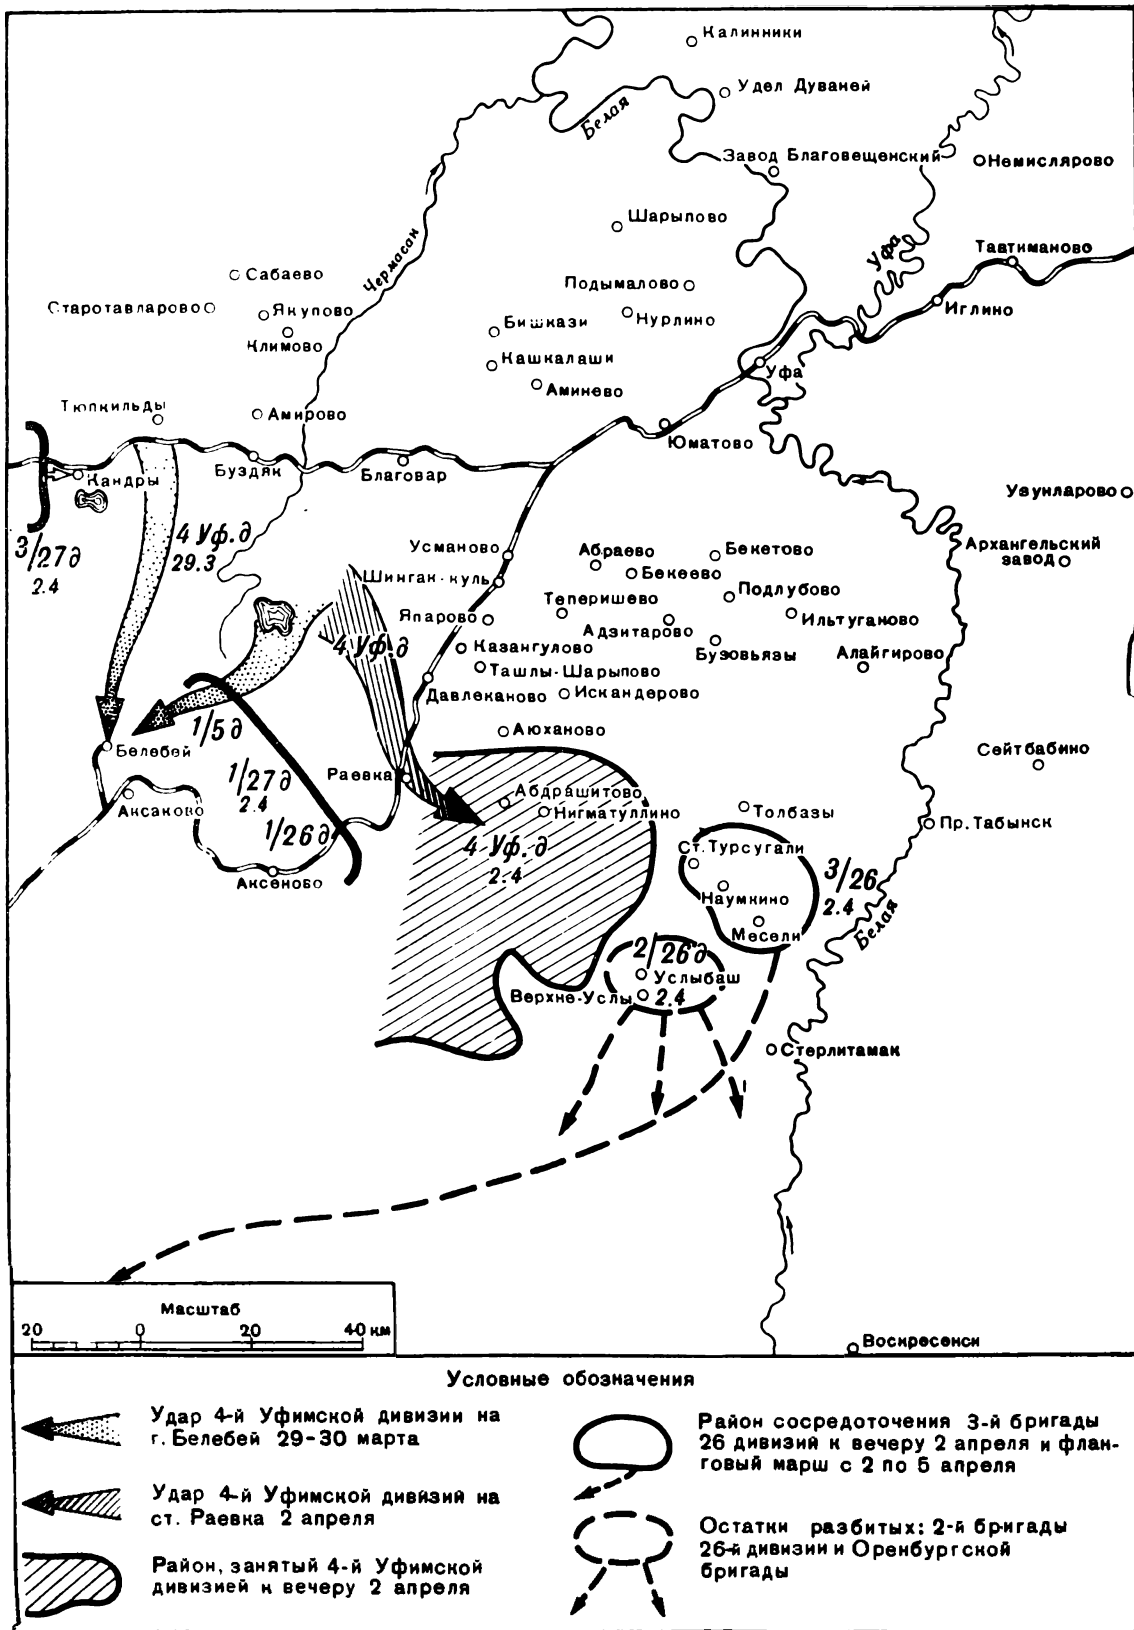 Калинники
Удел Дуваней
Белая
Завод Благовещенский
Немислярово
Шарыпово
Уфа
Таатиманово
Чермасан
Сабаево
Подымалово
Старотавларово
Якупово
Бишкази
Нурлино
Иглино
Климово
Кашкалаши
Уфа
Аминево
Тюпкильды
Амирово
Юматово
Буздяк
Благовар
Кандры
Узунларово
3/27д
2.4
4 Уф.д
29.3
Усманово
Абраево
Бекетово
Архангельский
завод
Шинган-куль
Бекеево
Подлубово
Теперишево
Япарово
Адзитарово
Ильтуганово
4 Уф.д
Казангулово
Бузовьязы
Алайгирово
Ташлы-Шарыпово
Давлеканово
Искандерово
1/5д
Аюханово
Белебей
Сейтбабино
1/27д
2.4
Раевка
Абдрашитово
Аксаково
Нигматуллино
Толбазы
Пр. Табынск
1/26д
4 Уф.д
2.4
Ст. Турсугали
Аксеново
3/26
2.4
Наумкино
Месели
Белая
2/26д
Услыбаш
Верхне-Услы
2.4
Стерлитамак
Масштаб
20 0 20 40 км
Воскресенск
Условные обозначения
Удар 4-й Уфимской дивизии на
г. Белебей 29-30 марта
Удар 4-й Уфимской дивизий на
ст. Раевка 2 апреля
Район, занятый 4-й Уфимской
дивизией к вечеру 2 апреля
Район сосредоточения 3-й бригады
26 дивизий к вечеру 2 апреля и флан-
говый марш с 2 по 5 апреля
Остатки разбитых: 2-й бригады
26-й дивизии и Оренбургской
бригады